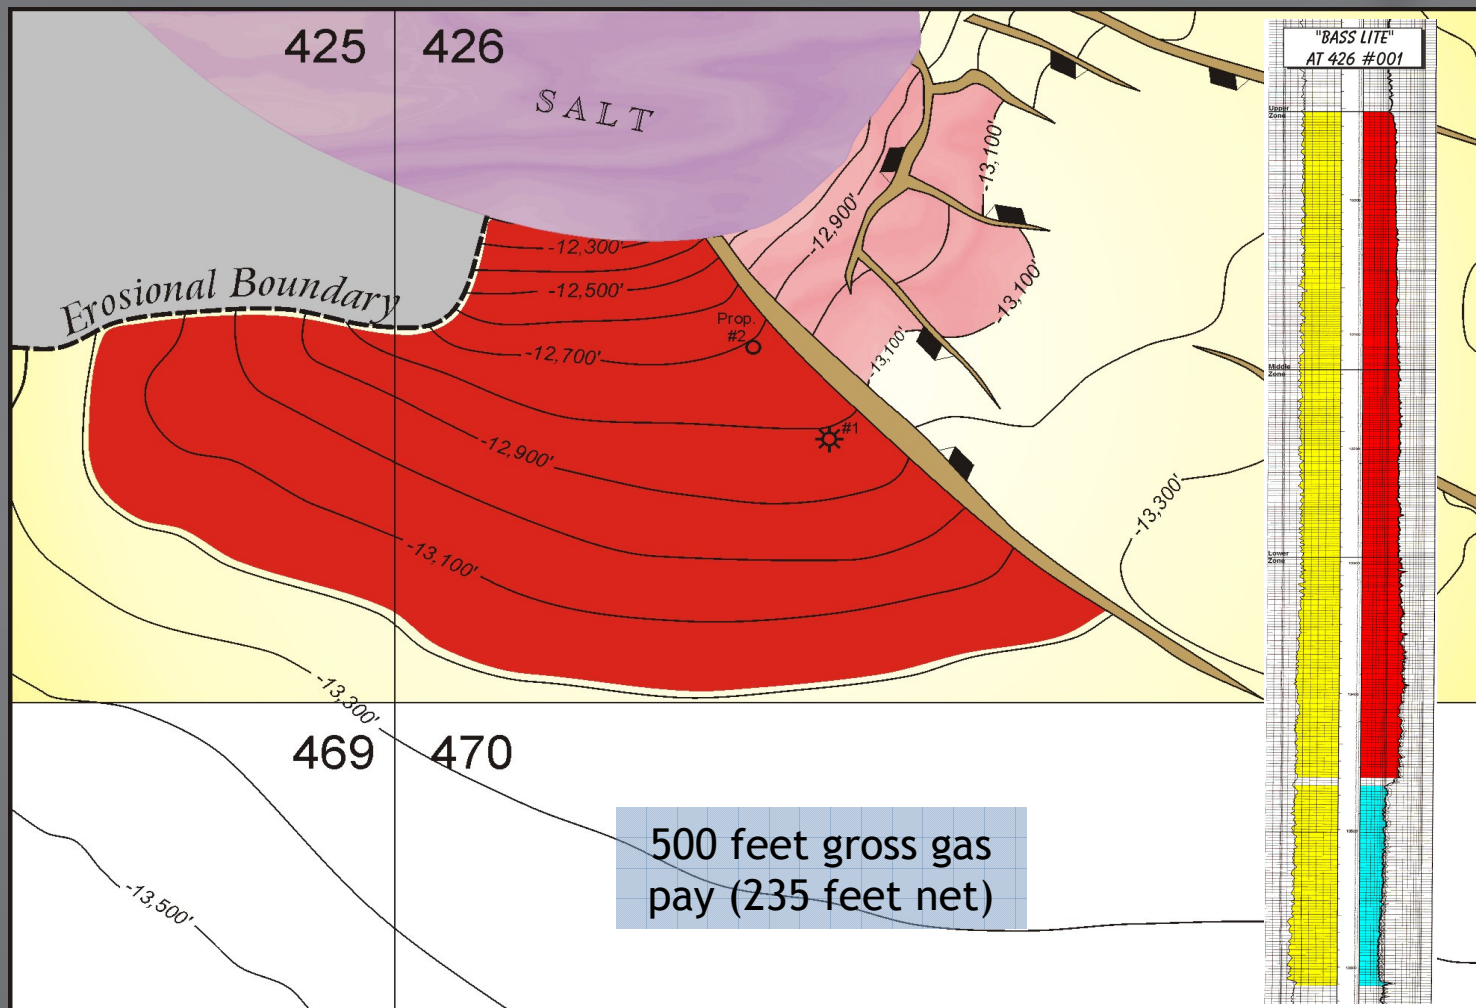 425
426
SALT
"BASS LITE"
AT 426 #001
Upper
Zone
-13,100'
-12,900'
-12,300'
Erosional Boundary
-12,500'
-13,100'
Prop.
#2
-12,700'
-13,100'
Middle
Zone
#1
-12,900'
-13,300'
-13,100'
Lower
Zone
-13,300'
469
470
500 feet gross gas
pay (235 feet net)
-13,500'